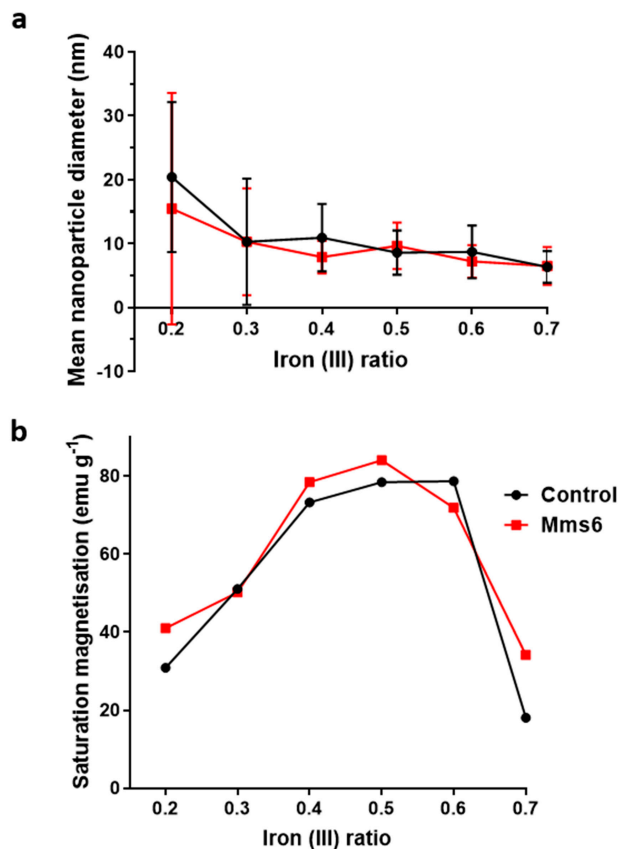 a
Mean nanoparticle diameter (nm)
40
30
20
10
0
-10
0.2 0.3 0.4 0.5 0.6 0.7
Iron (III) ratio
b
Saturation magnetisation (emu g-1)
80
60
40
20
0
0.2 0.3 0.4 0.5 0.6 0.7
Iron (III) ratio
Control
Mms6